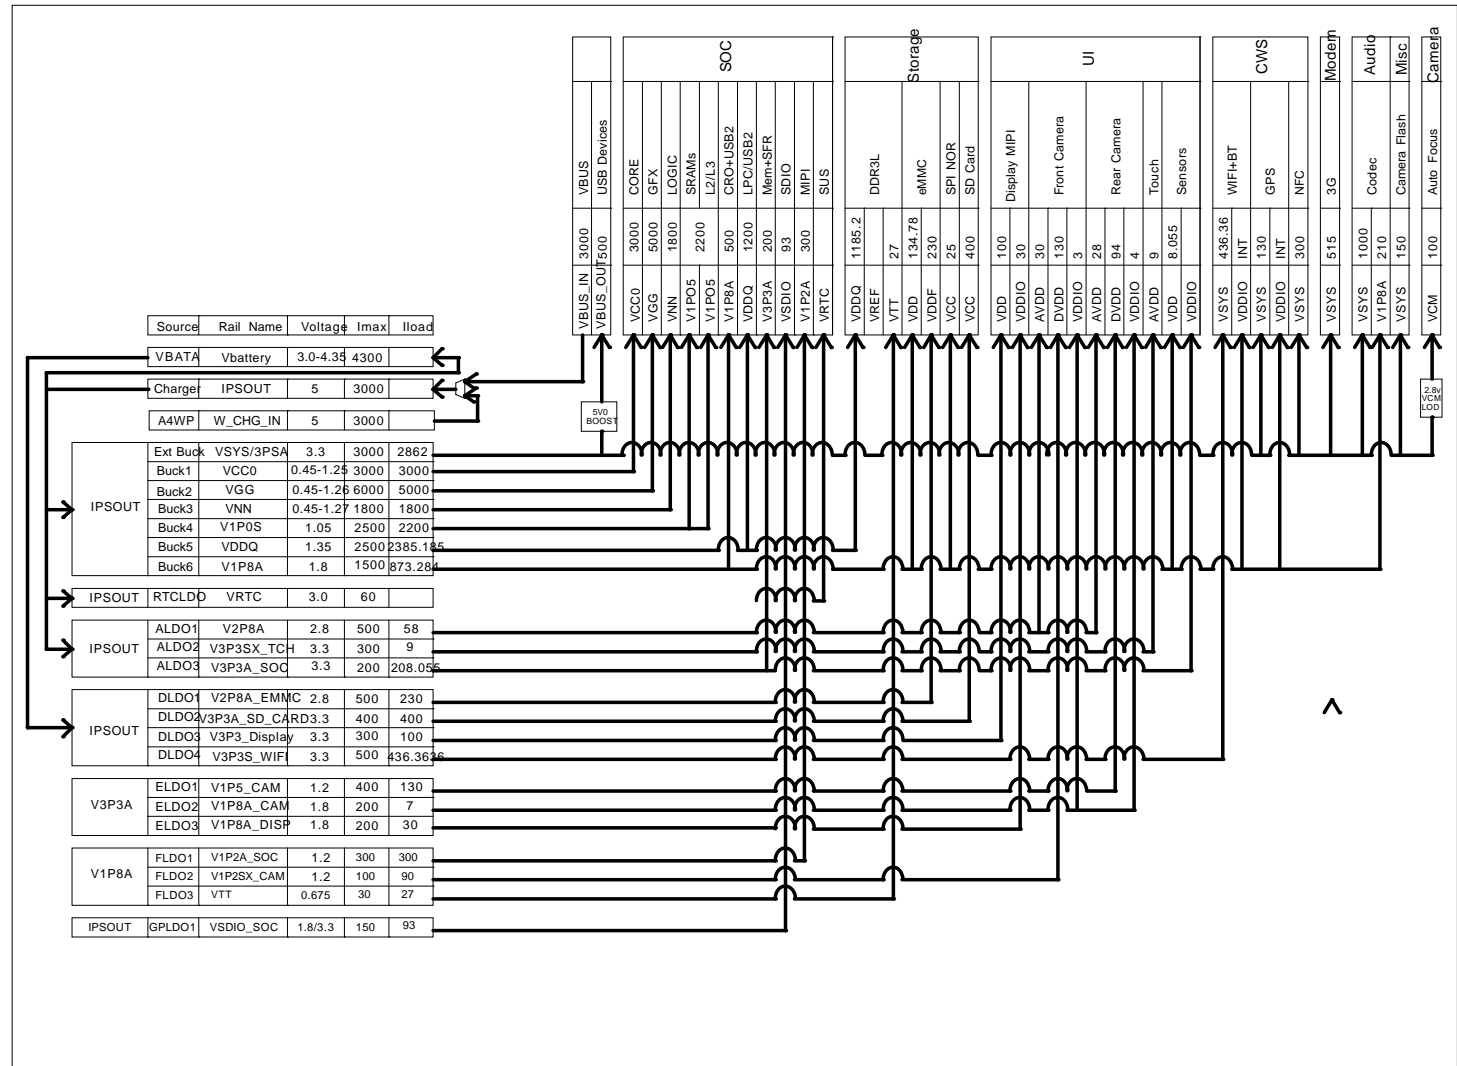 SOC
Storage
UI
CWS
Modem
Audio
Misc
Camera
VBUS
USB Devices
CORE
GFX
LOGIC
SRAMs
L2/L3
CRO+USB2
LPC/USB2
Mem+SFR
SDIO
MIPI
SUS
DDR3L
eMMC
SPI NOR
SD Card
Display MIPI
Front Camera
Rear Camera
Touch
Sensors
WIFI+BT
GPS
NFC
3G
Codec
Camera Flash
Auto Focus
3000
500
3000
5000
1800
2200
500
1200
200
93
300
1185.2
27
134.78
230
25
400
100
30
30
130
3
28
94
4
9
8.055
436.36
INT
130
INT
300
515
1000
210
150
100
VBUS_IN
VBUS_OUT
VCC0
VGG
VNN
V1PO5
V1PO5
V1P8A
VDDQ
V3P3A
VSDIO
V1P2A
VRTC
VDDQ
VREF
VTT
VDD
VDDF
VCC
VCC
VDD
VDDIO
AVDD
DVDD
VDDIO
AVDD
DVDD
VDDIO
AVDD
VDD
VDDIO
VSYS
VDDIO
VSYS
VDDIO
VSYS
VSYS
VSYS
V1P8A
VSYS
VCM
Source Rail Name Voltage Imax Iload
VBATA Vbattery 3.0-4.35 4300
Charger IPSOUT 5 3000
A4WP W_CHG_IN 5 3000
5V0
BOOST
2.8v
VCM
LOD
IPSOUT
Ext Buck VSYS/3PSA 3.3 3000 2862
Buck1 VCC0 0.45-1.25 3000 3000
Buck2 VGG 0.45-1.26 6000 5000
Buck3 VNN 0.45-1.27 1800 1800
Buck4 V1P0S 1.05 2500 2200
Buck5 VDDQ 1.35 2500 2385.185
Buck6 V1P8A 1.8 1500 873.284
IPSOUT RTCLDO VRTC 3.0 60
IPSOUT
ALDO1 V2P8A 2.8 500 58
ALDO2 V3P3SX_TCH 3.3 300 9
ALDO3 V3P3A_SOC 3.3 200 208.055
IPSOUT
DLDO1 V2P8A_EMMC 2.8 500 230
DLDO2 V3P3A_SD_CARD 3.3 400 400
DLDO3 V3P3_Display 3.3 300 100
DLDO4 V3P3S_WIFI 3.3 500 436.3636
V3P3A
ELDO1 V1P5_CAM 1.2 400 130
ELDO2 V1P8A_CAM 1.8 200 7
ELDO3 V1P8A_DISP 1.8 200 30
V1P8A
FLDO1 V1P2A_SOC 1.2 300 300
FLDO2 V1P2SX_CAM 1.2 100 90
FLDO3 VTT 0.675 30 27
IPSOUT GPLDO1 VSDIO_SOC 1.8/3.3 150 93